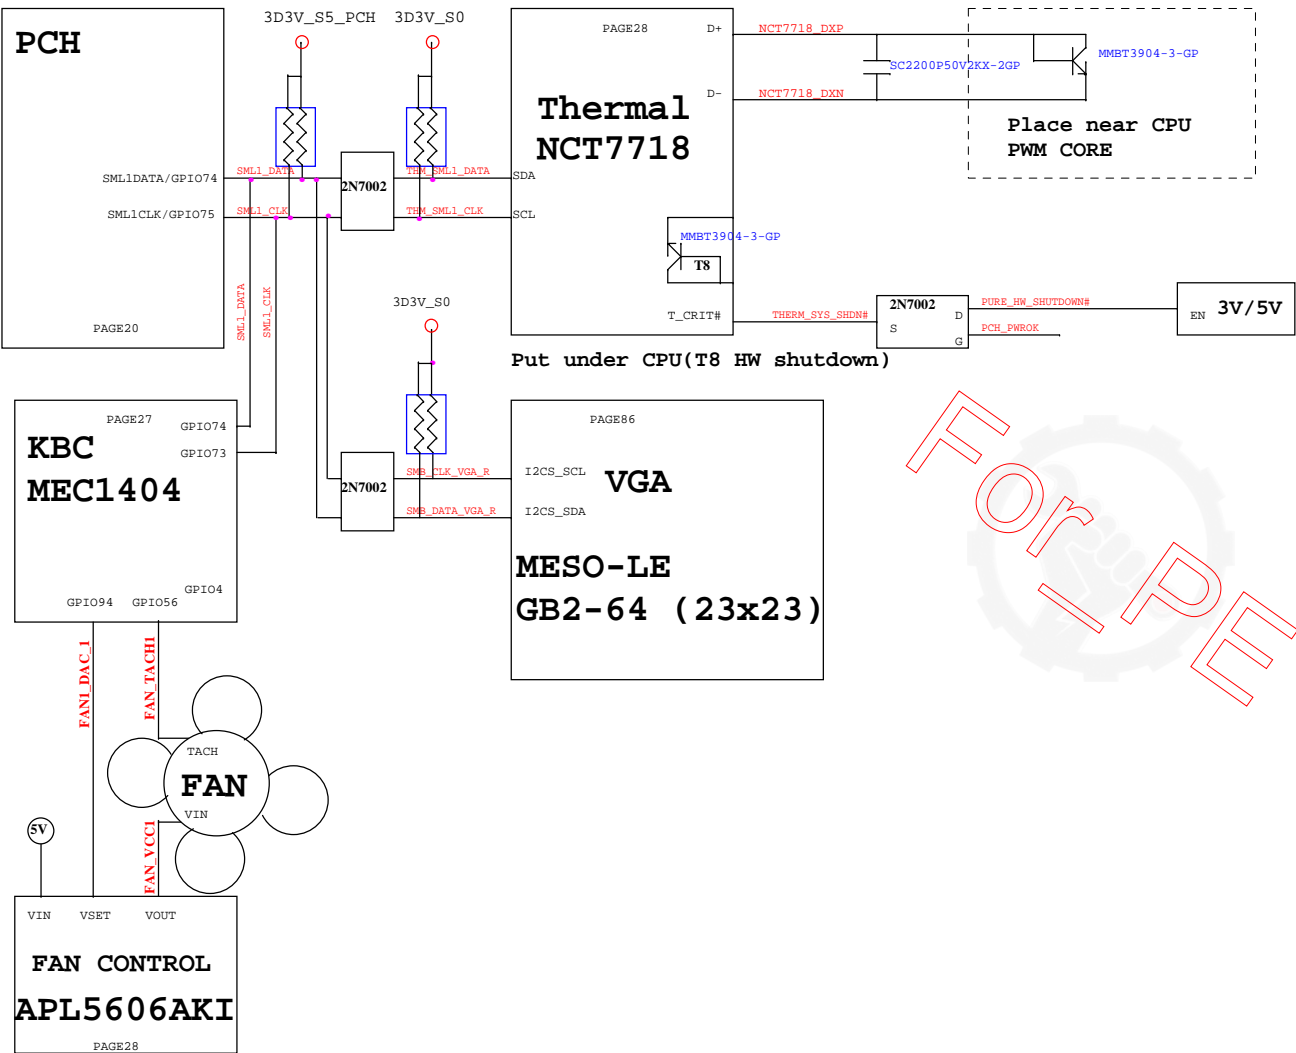 3D3V_S5_PCH
3D3V_S0
PCH
SML1DATA/GPIO74
SML1CLK/GPIO75
PAGE20
SML1_DATA
SML1_CLK
2N7002
THM_SML1_DATA
THM_SML1_CLK
SML1_DATA
SML1_CLK
PAGE28
D+
D-
Thermal
NCT7718
SDA
SCL
MMBT3904-3-GP
T8
T_CRIT#
NCT7718_DXP
NCT7718_DXN
SC2200P50V2KX-2GP
MMBT3904-3-GP
Place near CPU
PWM CORE
THERM_SYS_SHDN#
2N7002
S
D
G
PURE_HW_SHUTDOWN#
PCH_PWROK
EN
3V/5V
Put under CPU(T8 HW shutdown)
3D3V_S0
2N7002
SMB_CLK_VGA_R
SMB_DATA_VGA_R
PAGE86
I2CS_SCL
I2CS_SDA
VGA
MESO-LE
GB2-64 (23x23)
PAGE27
GPIO74
GPIO73
KBC
MEC1404
GPIO4
GPIO94
GPIO56
FAN1_DAC_1
FAN_TACH1
TACH
FAN
VIN
FAN_VCC1
5V
VIN
VSET
VOUT
FAN CONTROL
APL5606AKI
PAGE28
For_PE